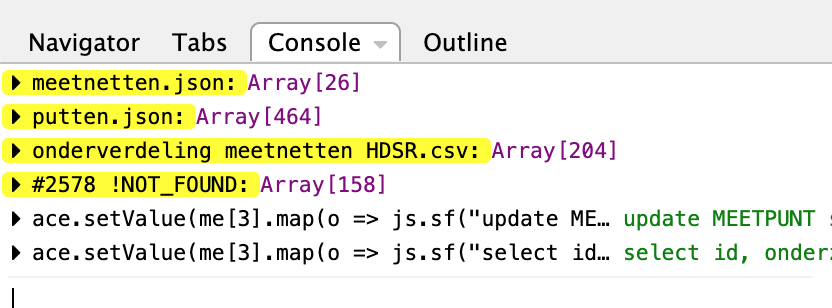 Navigator Tabs Console Outline
meetnetten.json: Array[26]
putten.json: Array[464]
onderverdeling meetnetten HDSR.csv: Array[204]
#2578 !NOT_FOUND: Array[158]
ace.setValue(me[3].map(o => js.sf("update ME… update MEETPUNT s
ace.setValue(me[3].map(o => js.sf("select id… select id, onder